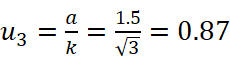 u₃ = a/k = 1.5/√3 = 0.87